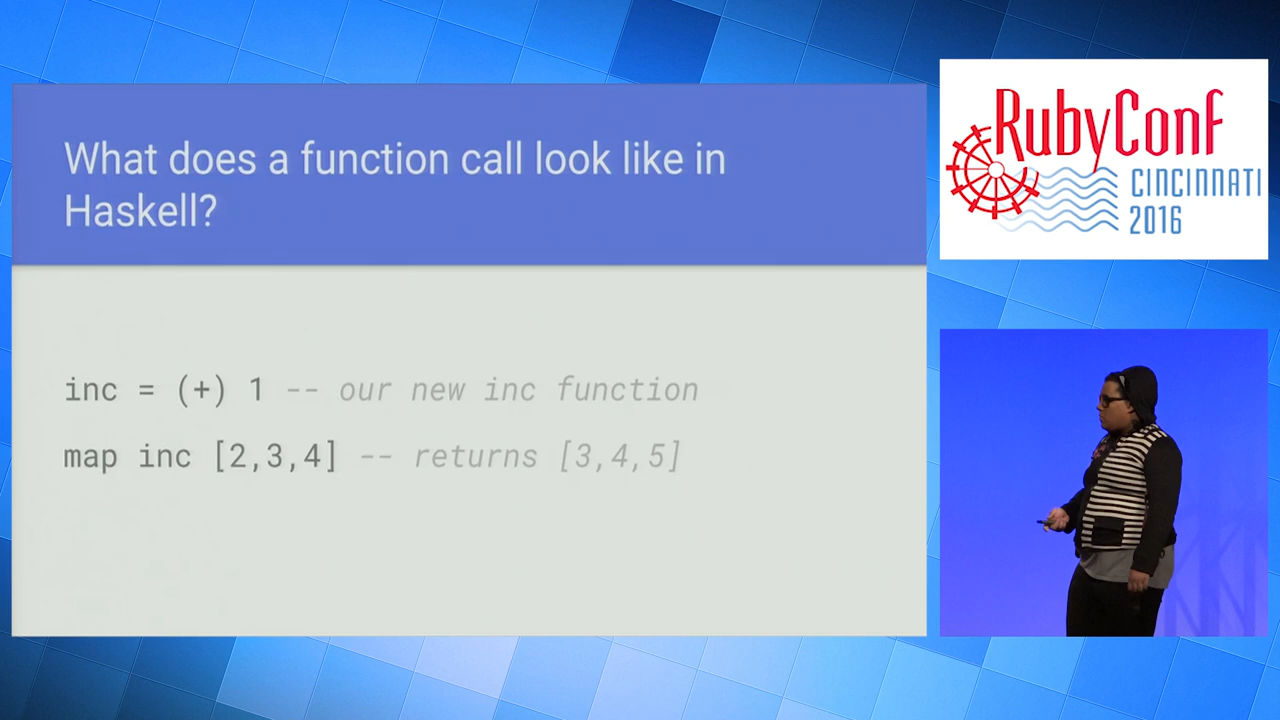 What does a function call look like in
Haskell?
inc = (+) 1 -- our new inc function
map inc [2,3,4] -- returns [3,4,5]
RubyConf
CINCINNATI
2016